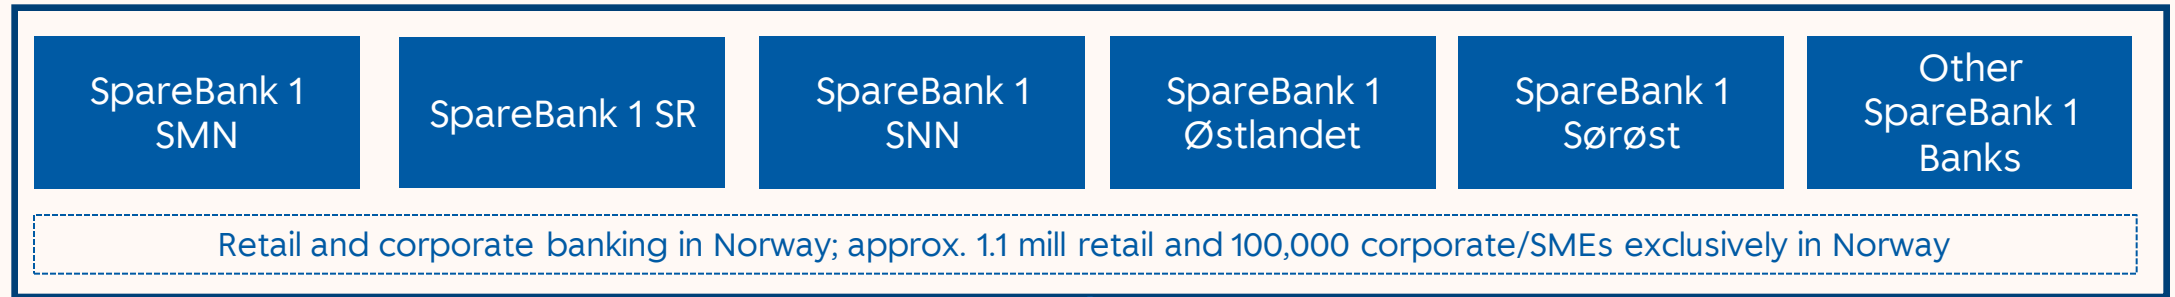 SpareBank 1
SMN
SpareBank 1 SR
SpareBank 1
SNN
SpareBank 1
Østlandet
SpareBank 1
Sørøst
Other
SpareBank 1
Banks
Retail and corporate banking in Norway; approx. 1.1 mill retail and 100,000 corporate/SMEs exclusively in Norway